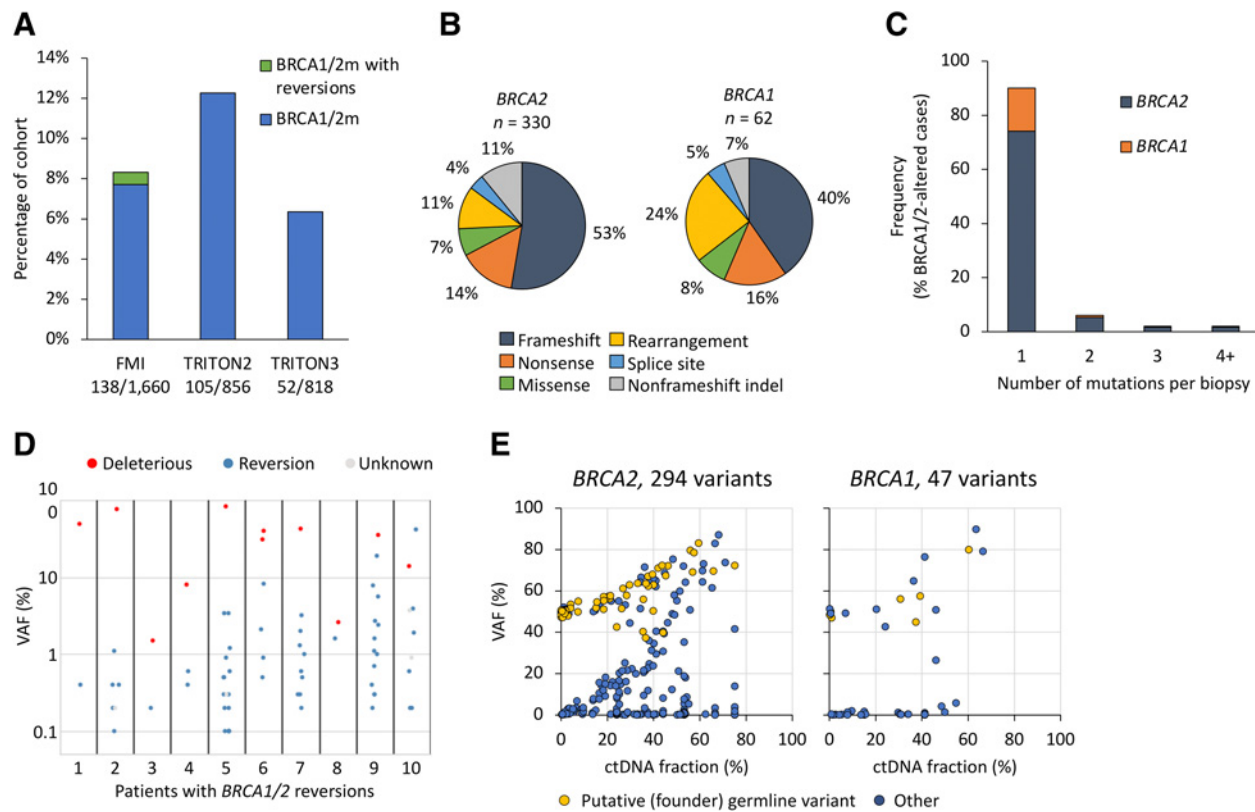 A
14%
12%
10%
8%
6%
4%
2%
0%
Percentage of cohort
BRCA1/2m with
reversions
BRCA1/2m
FMI
TRITON2
TRITON3
138/1,660
105/856
52/818
B
BRCA2
n = 330
11%
4%
11%
7%
14%
53%
BRCA1
n = 62
7%
5%
24%
8%
16%
40%
Frameshift
Rearrangement
Nonsense
Splice site
Missense
Nonframeshift indel
C
100
80
60
40
20
0
Frequency
(% BRCA1/2-altered cases)
BRCA2
BRCA1
1
2
3
4+
Number of mutations per biopsy
D
Deleterious
Reversion
Unknown
10
0
10
1
0.1
VAF (%)
1
2
3
4
5
6
7
8
9
10
Patients with BRCA1/2 reversions
E
BRCA2, 294 variants
BRCA1, 47 variants
100
80
60
40
20
0
VAF (%)
0
20
40
60
80
100
ctDNA fraction (%)
100
80
60
40
20
0
0
20
40
60
80
100
ctDNA fraction (%)
Putative (founder) germline variant
Other